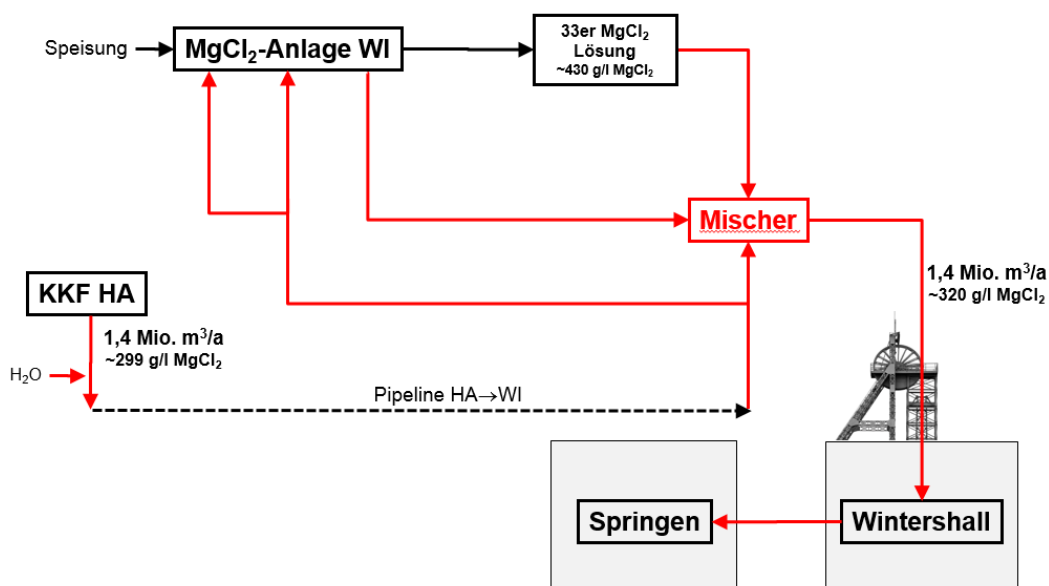 Speisung
MgCl₂-Anlage WI
33er MgCl₂
Lösung
~430 g/l MgCl₂
Mischer
KKF HA
1,4 Mio. m³/a
~299 g/l MgCl₂
H₂O
Pipeline HA→WI
1,4 Mio. m³/a
~320 g/l MgCl₂
Springen
Wintershall